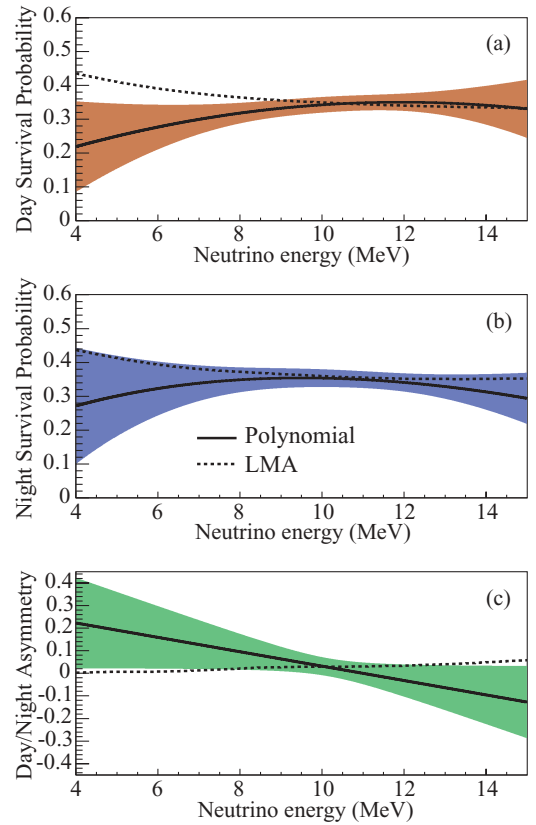 Day Survival Probability
0.6
0.5
0.4
0.3
0.2
0.1
0
(a)
4 6 8 10 12 14
Neutrino energy (MeV)
Night Survival Probability
0.6
0.5
0.4
0.3
0.2
0.1
0
(b)
Polynomial
LMA
4 6 8 10 12 14
Neutrino energy (MeV)
Day/Night Asymmetry
0.4
0.3
0.2
0.1
0
-0.1
-0.2
-0.3
-0.4
(c)
4 6 8 10 12 14
Neutrino energy (MeV)